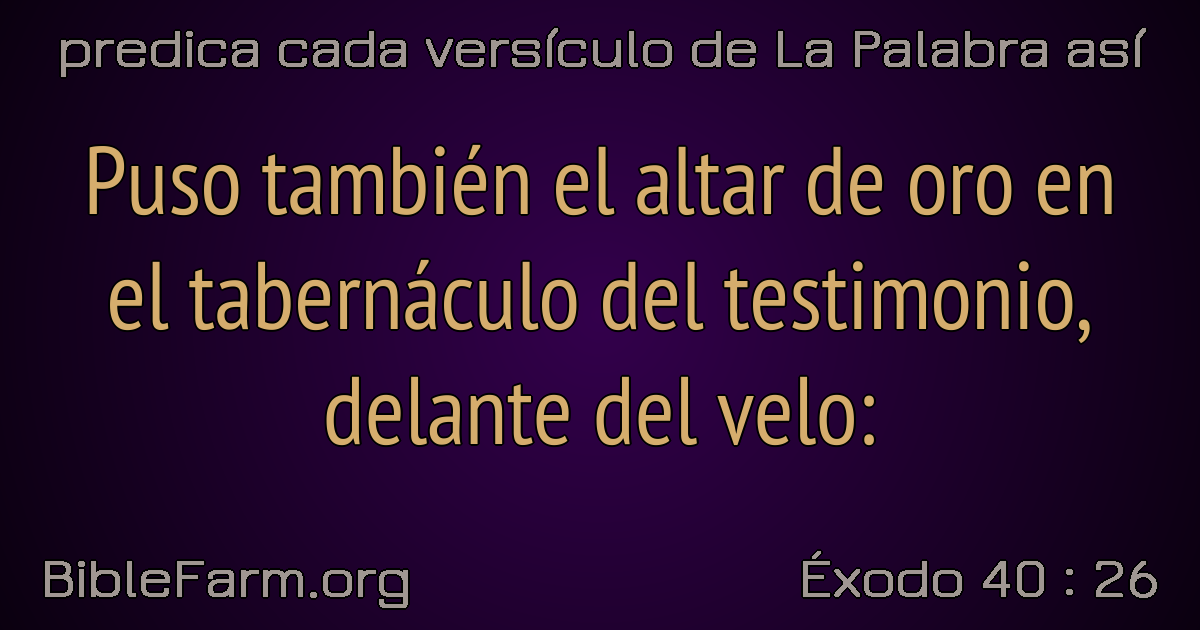 predica cada versículo de La Palabra así
Puso también el altar de oro en
el tabernáculo del testimonio,
delante del velo:
BibleFarm.org
Éxodo 40 : 26